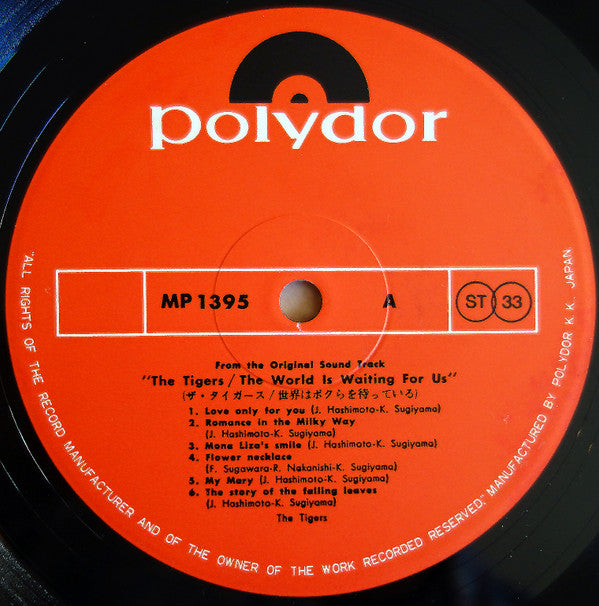 polydor
MP 1395
A
ST 33
From the Original Sound Track
"The Tigers/The World Is Waiting For Us"
(ザ・タイガース/世界はボクらを待っている)
1. Love only for you (J. Hashimoto-K. Sugiyama)
2. Romance in the Milky Way
(J. Hashimoto-K. Sugiyama)
3. Mona Liza's smile (J. Hashimoto-K. Sugiyama)
4. Flower necklace
(F. Sugawara-R. Nakanishi-K. Sugiyama)
5. My Mary (J. Hashimoto-K. Sugiyama)
6. The story of the falling leaves
(J. Hashimoto-K. Sugiyama)
The Tigers
"ALL RIGHTS OF THE RECORD MANUFACTURER AND OF THE OWNER OF THE WORK RECORDED RESERVED." MANUFACTURED BY POLYDOR K. K. JAPAN